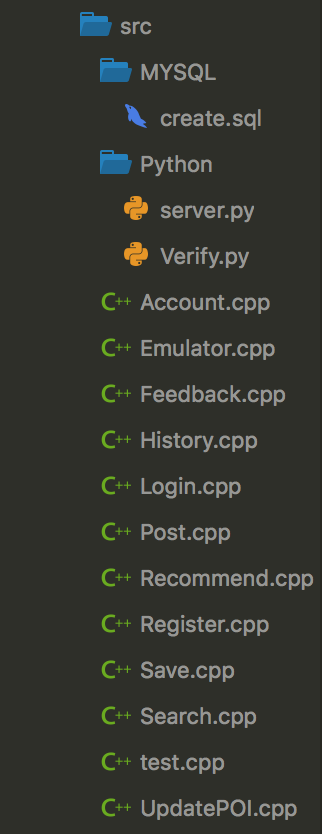 src
MYSQL
create.sql
Python
server.py
Verify.py
C++ Account.cpp
C++ Emulator.cpp
C++ Feedback.cpp
C++ History.cpp
C++ Login.cpp
C++ Post.cpp
C++ Recommend.cpp
C++ Register.cpp
C++ Save.cpp
C++ Search.cpp
C++ test.cpp
C++ UpdatePOI.cpp